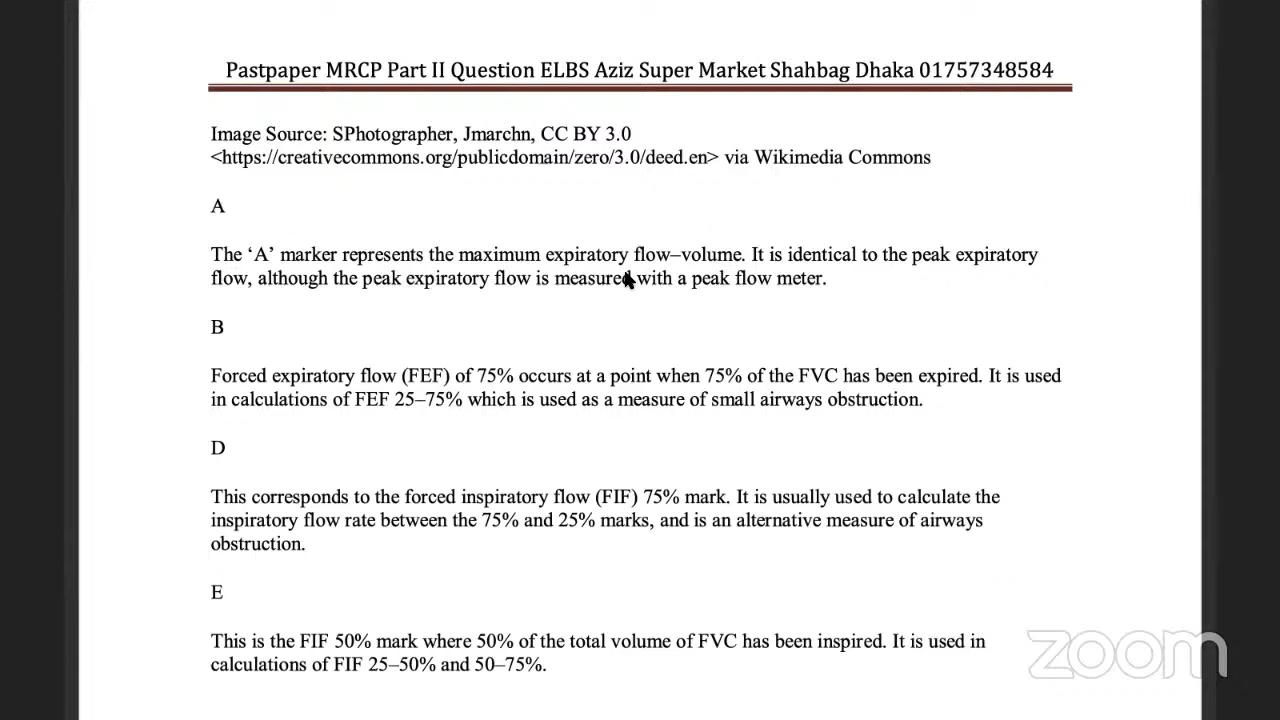 Pastpaper MRCP Part II Question ELBS Aziz Super Market Shahbag Dhaka 01757348584
Image Source: SPhotographer, Jmarchn, CC BY 3.0
<https://creativecommons.org/publicdomain/zero/3.0/deed.en> via Wikimedia Commons
A
The ‘A’ marker represents the maximum expiratory flow–volume. It is identical to the peak expiratory
flow, although the peak expiratory flow is measured with a peak flow meter.
B
Forced expiratory flow (FEF) of 75% occurs at a point when 75% of the FVC has been expired. It is used
in calculations of FEF 25–75% which is used as a measure of small airways obstruction.
D
This corresponds to the forced inspiratory flow (FIF) 75% mark. It is usually used to calculate the
inspiratory flow rate between the 75% and 25% marks, and is an alternative measure of airways
obstruction.
E
This is the FIF 50% mark where 50% of the total volume of FVC has been inspired. It is used in
calculations of FIF 25–50% and 50–75%.
zoom